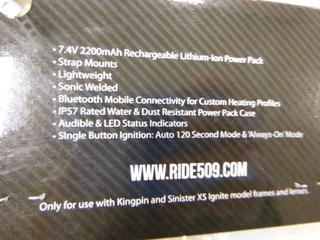 • 7.4V 2200mAh Rechargeable Lithium-Ion Power Pack
• Strap Mounts
• Lightweight
• Sonic Welded
• Bluetooth Mobile Connectivity for Custom Heating Profiles
• IP57 Rated Water & Dust Resistant Power Pack Case
• Audible & LED Status Indicators
• Single Button Ignition: Auto 120 Second Mode & 'Always-On' Mode
WWW.RIDE509.COM
Only for use with Kingpin and Sinister X5 Ignite model frames and lenses.